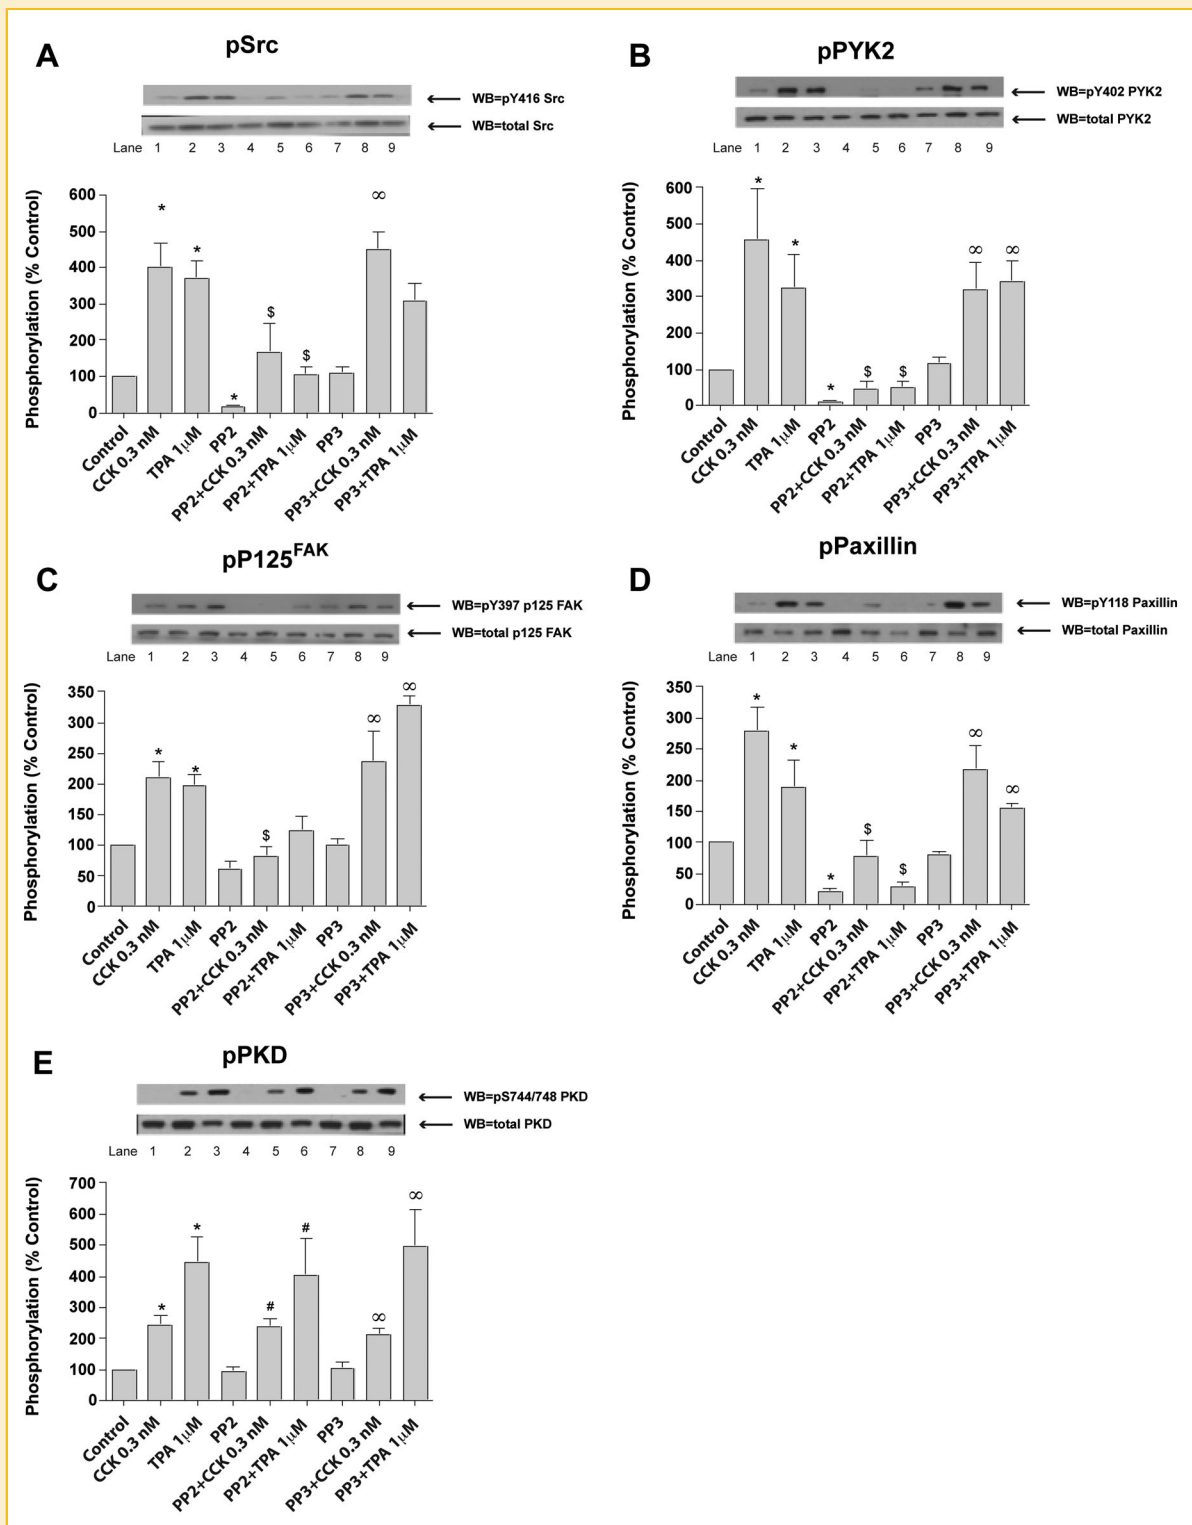 A
pSrc
WB=pY416 Src
WB=total Src
Lane 1 2 3 4 5 6 7 8 9
Phosphorylation (% Control)
600
500
400
300
200
100
0
*
*
*
$
$
∞
Control
CCK 0.3 nM
TPA 1μM
PP2
PP2+CCK 0.3 nM
PP2+TPA 1μM
PP3
PP3+CCK 0.3 nM
PP3+TPA 1μM
B
pPYK2
WB=pY402 PYK2
WB=total PYK2
Lane 1 2 3 4 5 6 7 8 9
Phosphorylation (% Control)
600
500
400
300
200
100
0
*
*
*
$
$
∞
∞
Control
CCK 0.3 nM
TPA 1μM
PP2
PP2+CCK 0.3 nM
PP2+TPA 1μM
PP3
PP3+CCK 0.3 nM
PP3+TPA 1μM
C
pP125FAK
WB=pY397 p125 FAK
WB=total p125 FAK
Lane 1 2 3 4 5 6 7 8 9
Phosphorylation (% Control)
350
300
250
200
150
100
50
0
*
*
$
∞
∞
Control
CCK 0.3 nM
TPA 1μM
PP2
PP2+CCK 0.3 nM
PP2+TPA 1μM
PP3
PP3+CCK 0.3 nM
PP3+TPA 1μM
D
pPaxillin
WB=pY118 Paxillin
WB=total Paxillin
Lane 1 2 3 4 5 6 7 8 9
Phosphorylation (% Control)
350
300
250
200
150
100
50
0
*
*
*
$
$
∞
∞
Control
CCK 0.3 nM
TPA 1μM
PP2
PP2+CCK 0.3 nM
PP2+TPA 1μM
PP3
PP3+CCK 0.3 nM
PP3+TPA 1μM
E
pPKD
WB=pS744/748 PKD
WB=total PKD
Lane 1 2 3 4 5 6 7 8 9
Phosphorylation (% Control)
700
600
500
400
300
200
100
0
*
*
#
#
∞
∞
Control
CCK 0.3 nM
TPA 1μM
PP2
PP2+CCK 0.3 nM
PP2+TPA 1μM
PP3
PP3+CCK 0.3 nM
PP3+TPA 1μM